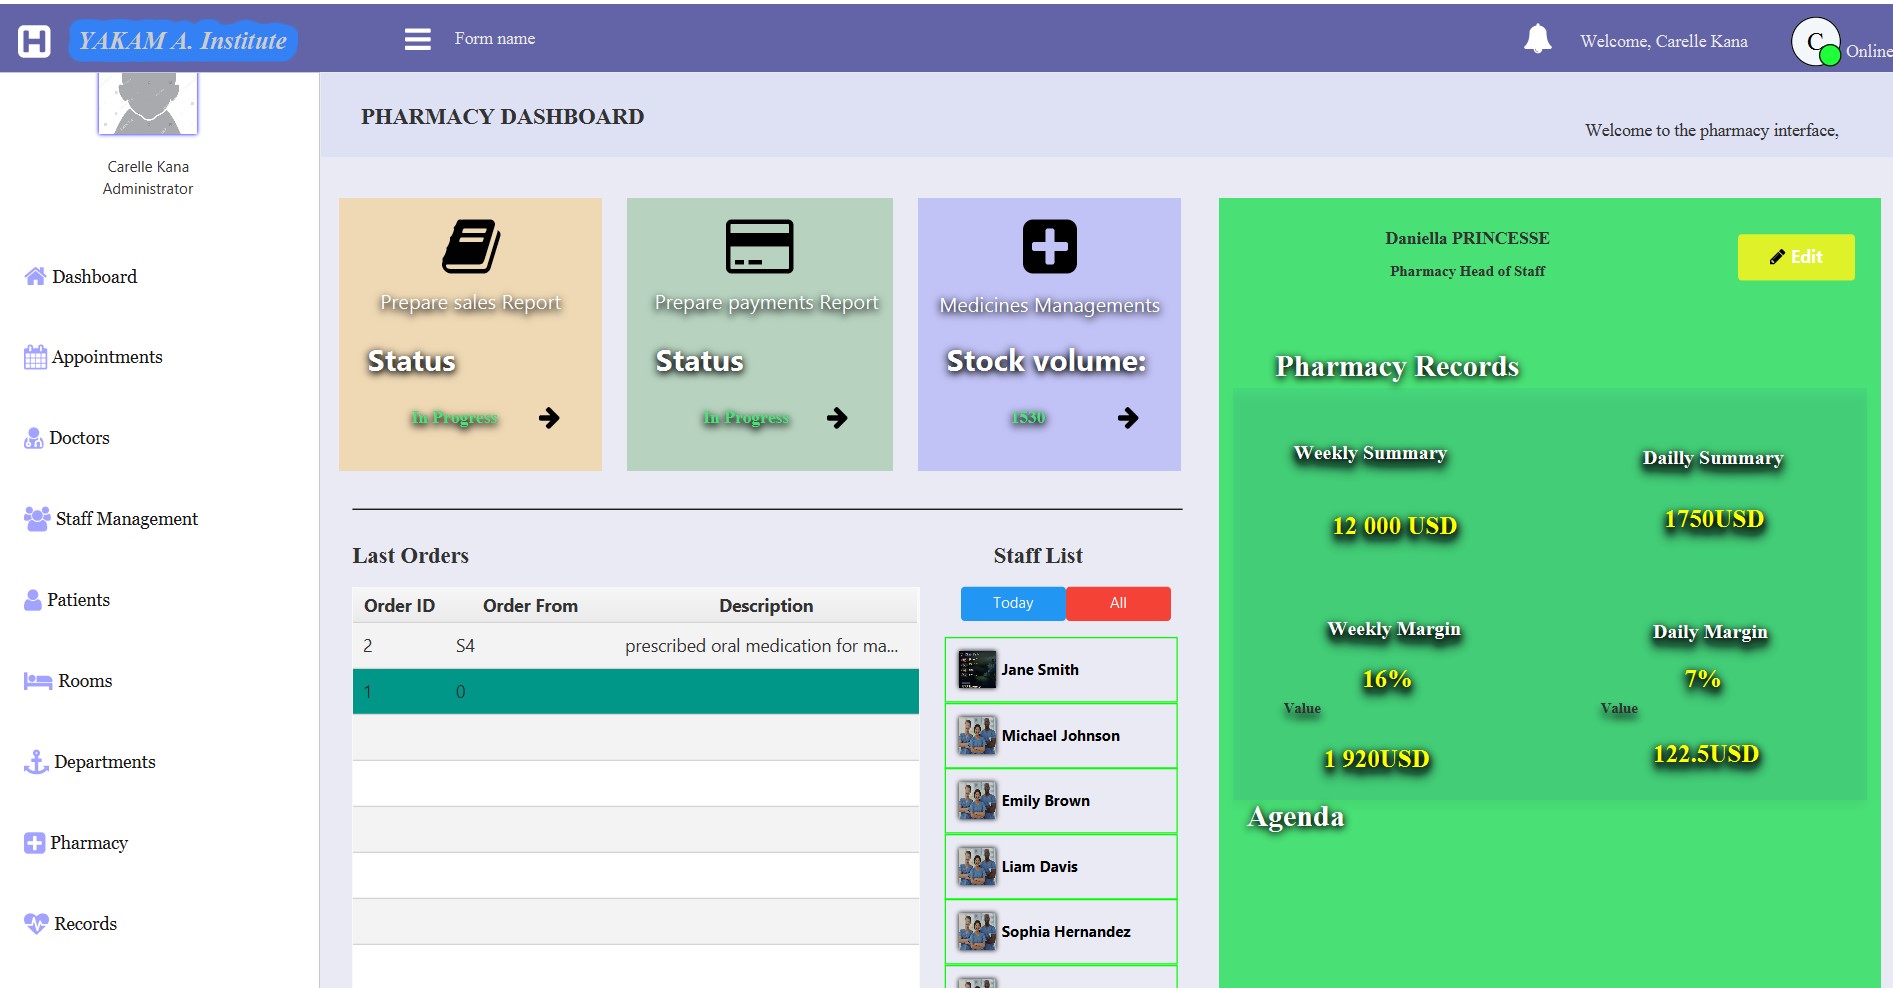 YAKAM A. Institute
Form name
Welcome, Carelle Kana
C
Online
Carelle Kana
Administrator
Dashboard
Appointments
Doctors
Staff Management
Patients
Rooms
Departments
Pharmacy
Records
PHARMACY DASHBOARD
Welcome to the pharmacy interface,
Prepare sales Report
Status
In Progress
Prepare payments Report
Status
In Progress
Medicines Managements
Stock volume:
1530
Last Orders
Order ID Order From Description
2 S4 prescribed oral medication for ma...
1 0
Staff List
Today All
Jane Smith
Michael Johnson
Emily Brown
Liam Davis
Sophia Hernandez
Daniella PRINCESSE
Pharmacy Head of Staff
Edit
Pharmacy Records
Weekly Summary
12 000 USD
Dailly Summary
1750USD
Weekly Margin
16%
Value
1 920USD
Daily Margin
7%
Value
122.5USD
Agenda